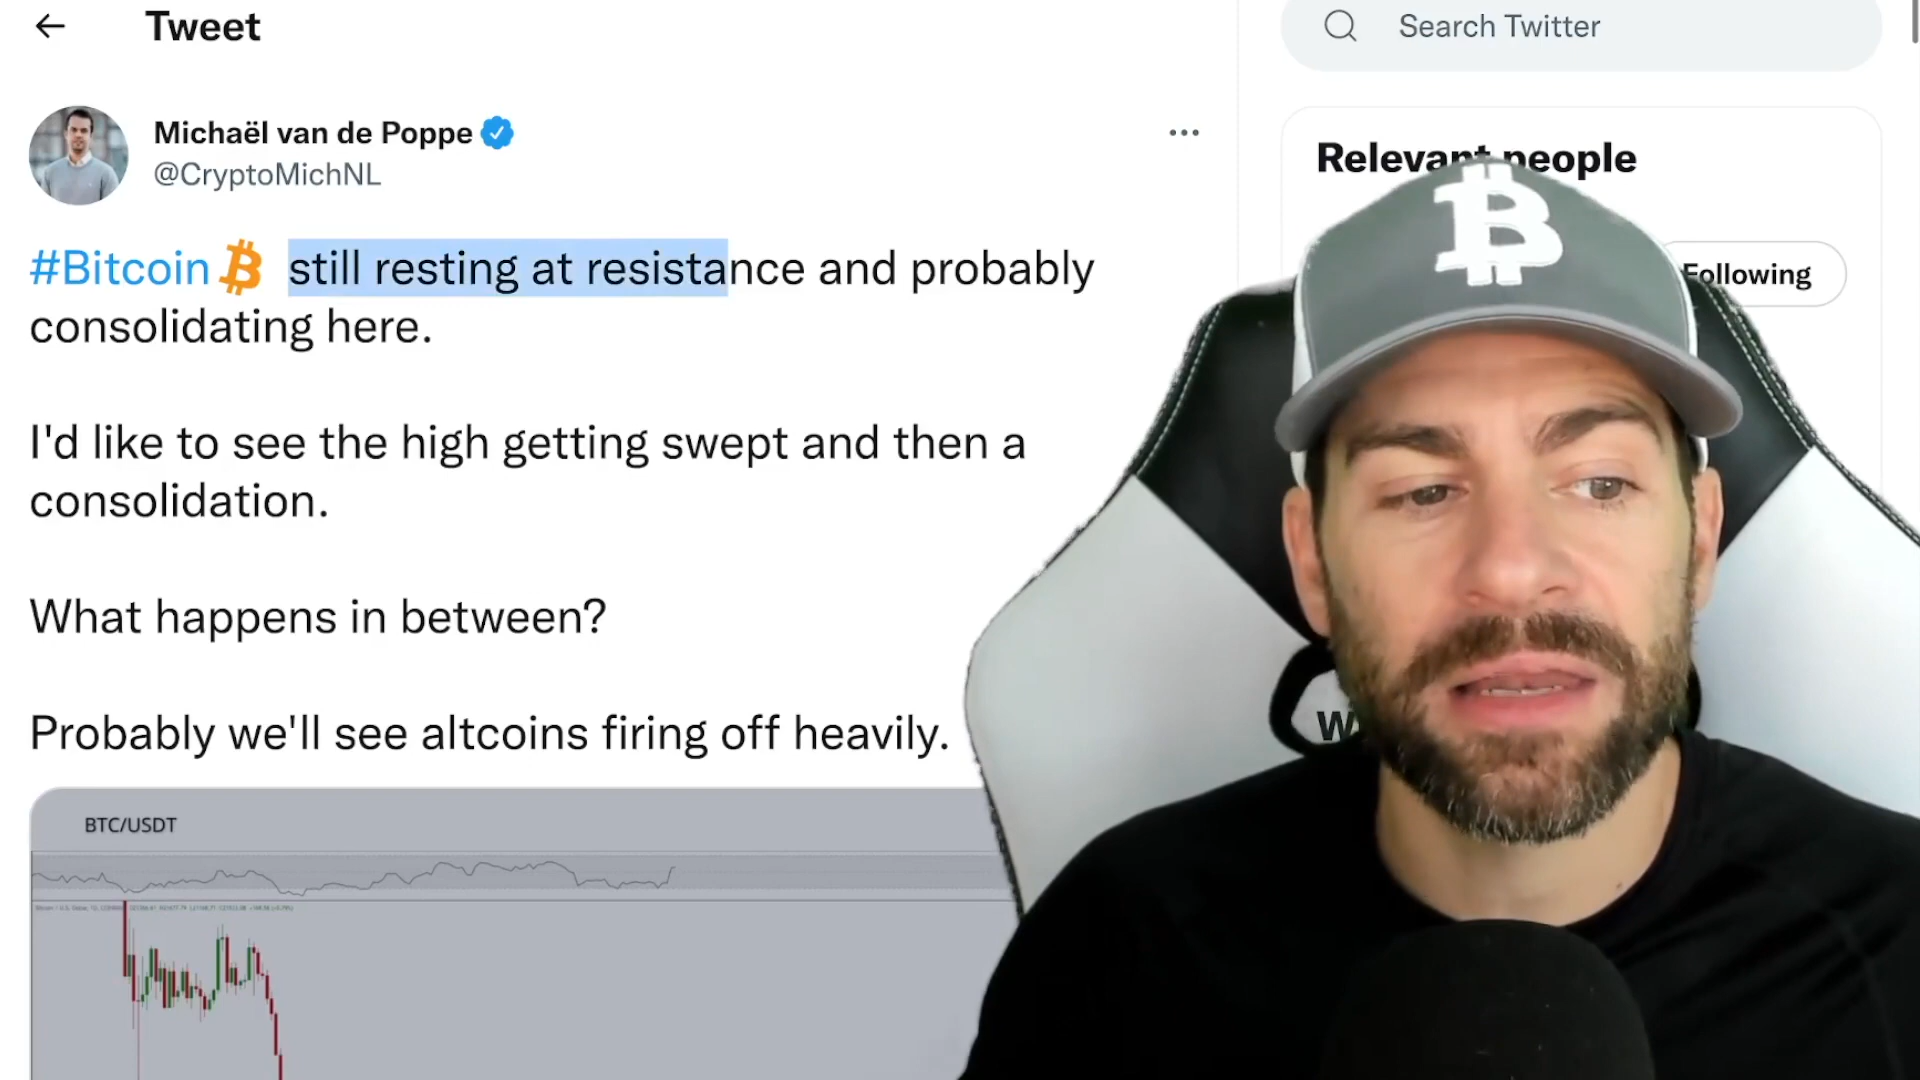 Tweet
Search Twitter
Michaël van de Poppe
@CryptoMichNL
#Bitcoin still resting at resistance and probably
consolidating here.
I'd like to see the high getting swept and then a
consolidation.
What happens in between?
Probably we'll see altcoins firing off heavily.
BTC/USDT
Relevant people
Following
W